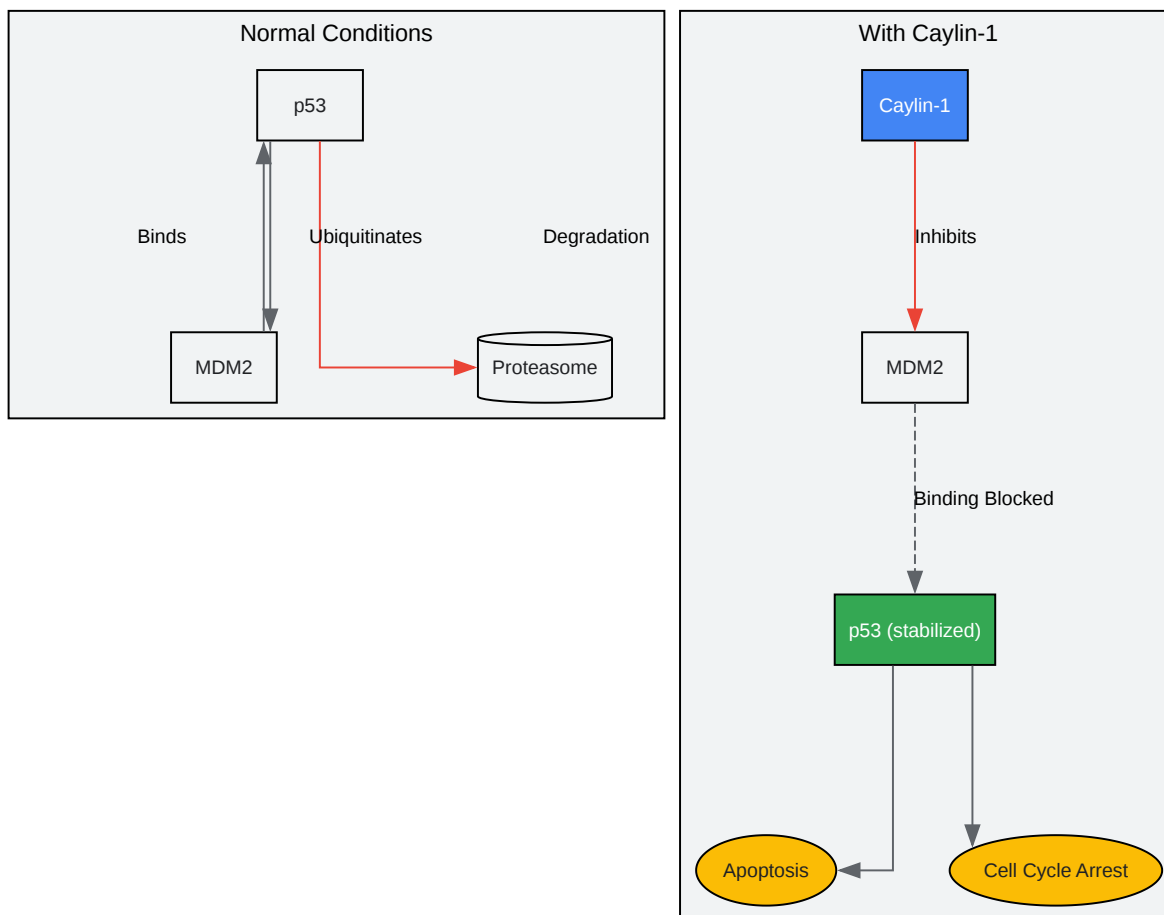 Normal Conditions
p53
Binds
Ubiquitinates
Degradation
MDM2
Proteasome
With Caylin-1
Caylin-1
Inhibits
MDM2
Binding Blocked
p53 (stabilized)
Apoptosis
Cell Cycle Arrest